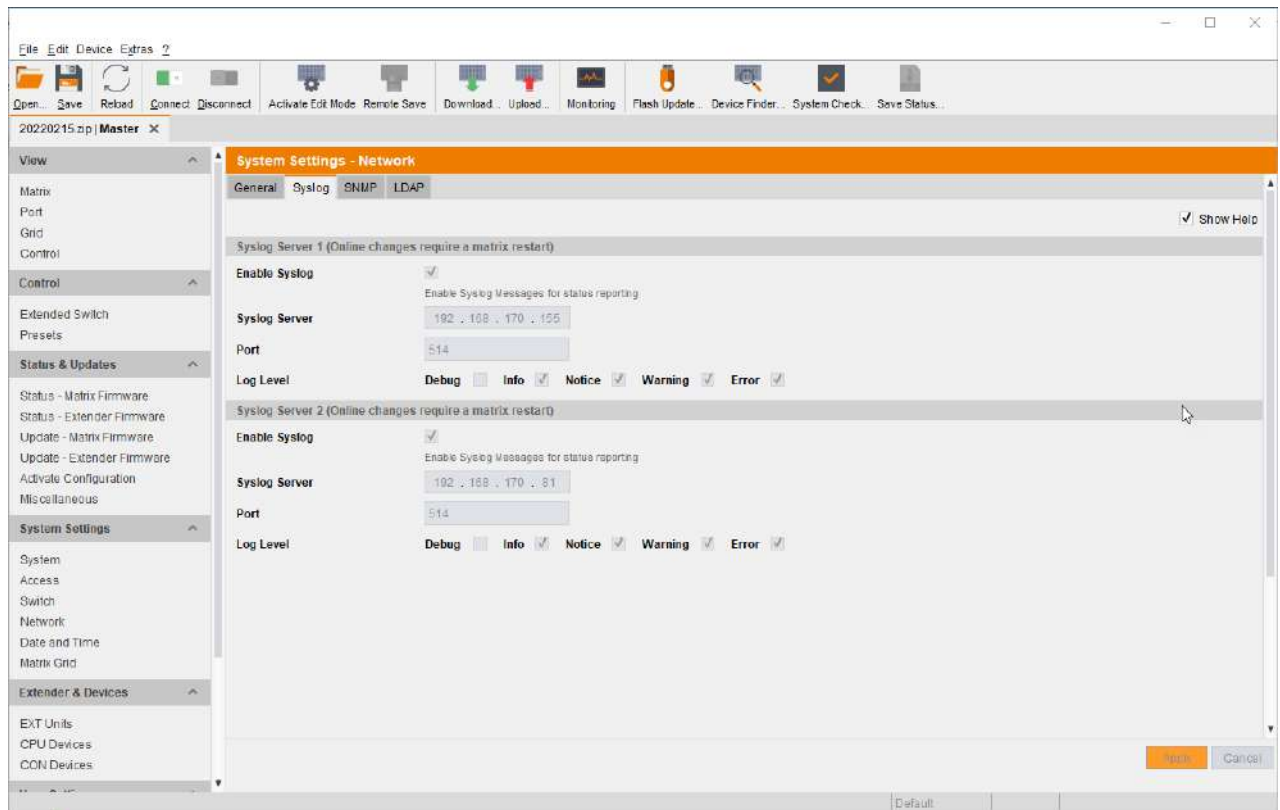 File Edit Device Extras ?
Open... Save Reload Connect Disconnect Activate Edit Mode Remote Save Download... Upload... Monitoring Flash Update... Device Finder... System Check... Save Status...
20220215.zip | Master
View
Matrix
Port
Grid
Control
Control
Extended Switch
Presets
Status & Updates
Status - Matrix Firmware
Status - Extender Firmware
Update - Matrix Firmware
Update - Extender Firmware
Activate Configuration
Miscellaneous
System Settings
System
Access
Switch
Network
Date and Time
Matrix Grid
Extender & Devices
EXT Units
CPU Devices
CON Devices
System Settings - Network
General Syslog SNMP LDAP
Show Help
Syslog Server 1 (Online changes require a matrix restart)
Enable Syslog
Enable Syslog Messages for status reporting
Syslog Server 192 . 168 . 170 . 155
Port 514
Log Level Debug Info Notice Warning Error
Syslog Server 2 (Online changes require a matrix restart)
Enable Syslog
Enable Syslog Messages for status reporting
Syslog Server 192 . 168 . 170 . 81
Port 514
Log Level Debug Info Notice Warning Error
Apply Cancel
Default